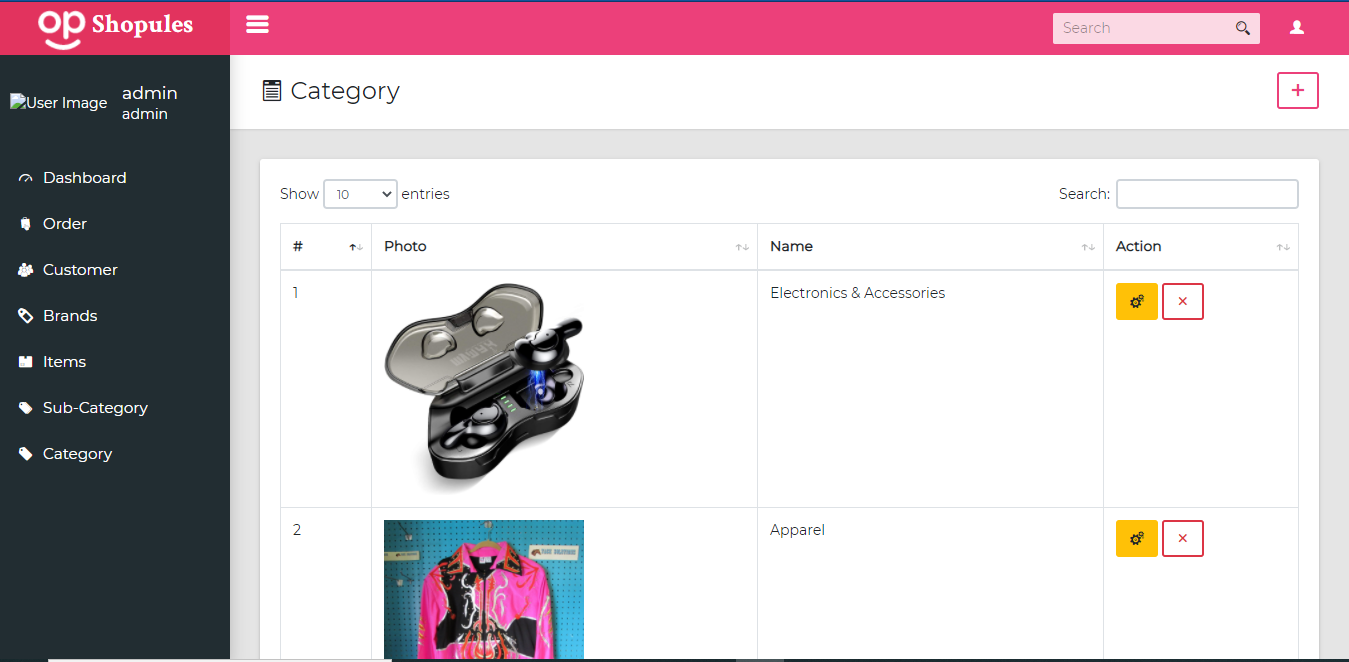 op Shopules
Search
User Image
admin
admin
Category
+
Dashboard
Order
Customer
Brands
Items
Sub-Category
Category
Show 10 entries
Search:
# Photo Name Action
1 Electronics & Accessories
2 Apparel